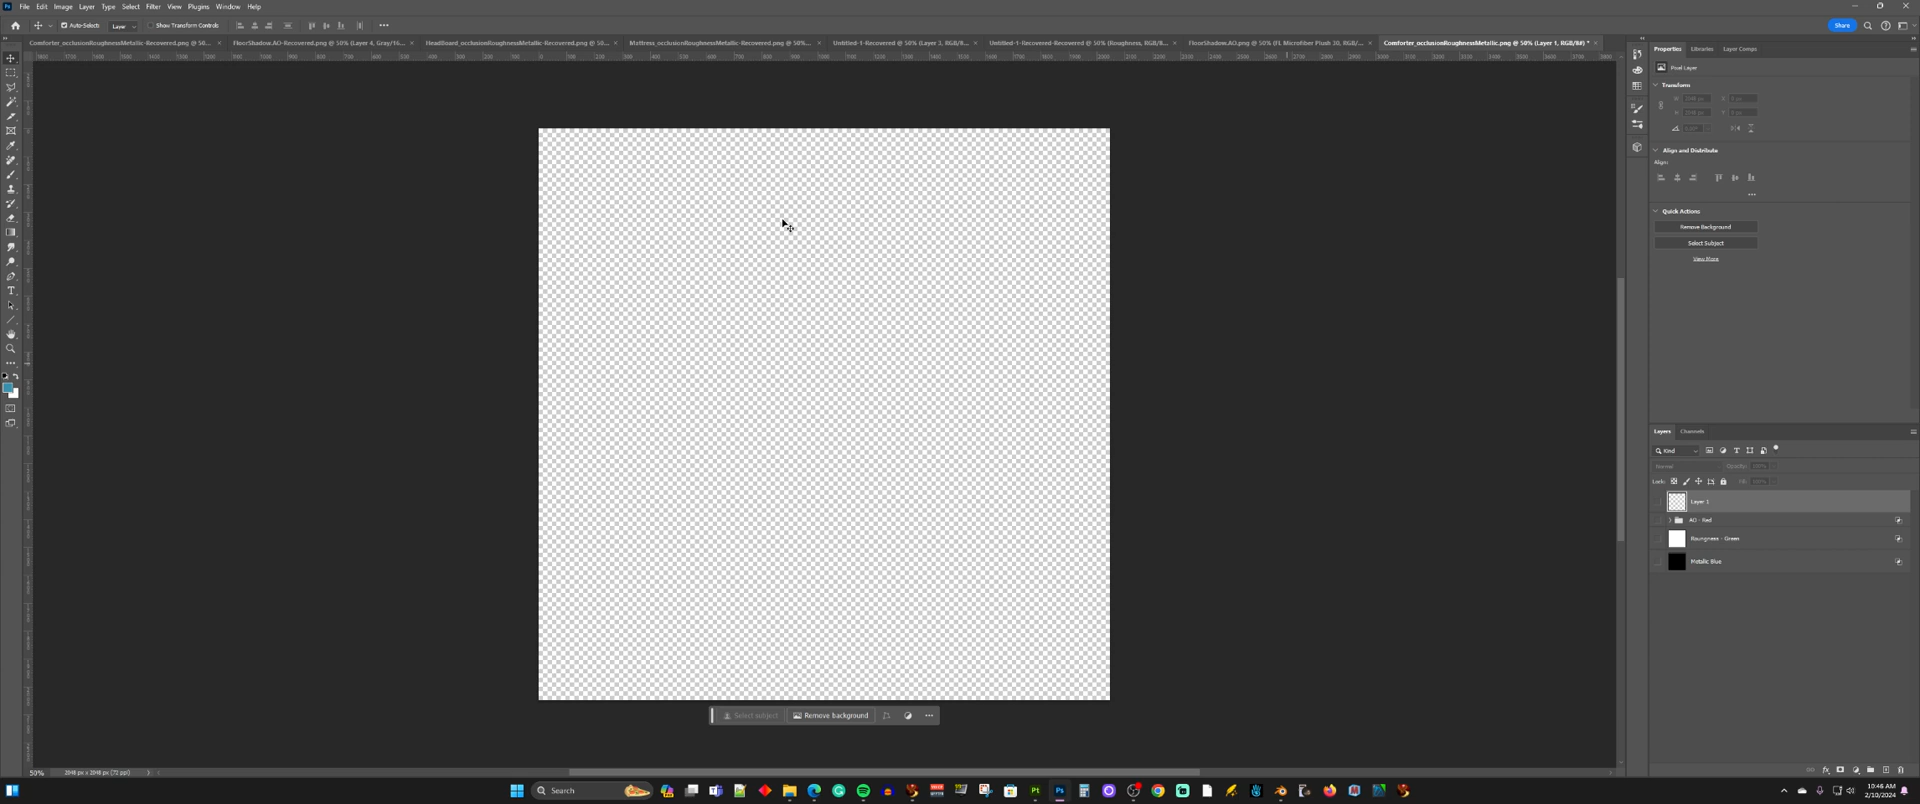 File Edit Image Layer Type Select Filter View Plugins Window Help
Auto-Select: Layer Show Transform Controls Share
Comforter_occlusionRoughnessMetallic-Recovered.png @ 50... FloorShadow.AO-Recovered.png @ 50% (Layer 4, Gray/16... HeadBoard_occlusionRoughnessMetallic-Recovered.png @ 50... Mattress_occlusionRoughnessMetallic-Recovered.png @ 50%... Untitled-1-Recovered @ 50% (Layer 3, RGB/8... Untitled-1-Recovered-Recovered @ 50% (Roughness, RGB/8... FloorShadow.AO.png @ 50% (FL Microfiber Plush 30, RGB/... Comforter_occlusionRoughnessMetallic.png @ 50% (Layer 1, RGB/8#) *
Properties Libraries Layer Comps
Pixel Layer
Transform
Align and Distribute
Align:
Quick Actions
Remove Background
Select Subject
View More
Layers Channels
Kind
Normal Opacity: 100%
Lock: Fill: 100%
Layer 1
AO - Red
Roungness - Green
Metallic Blue
Select subject Remove background
50% 2048 px x 2048 px (72 ppi)
Search
10:46 AM
2/10/2024